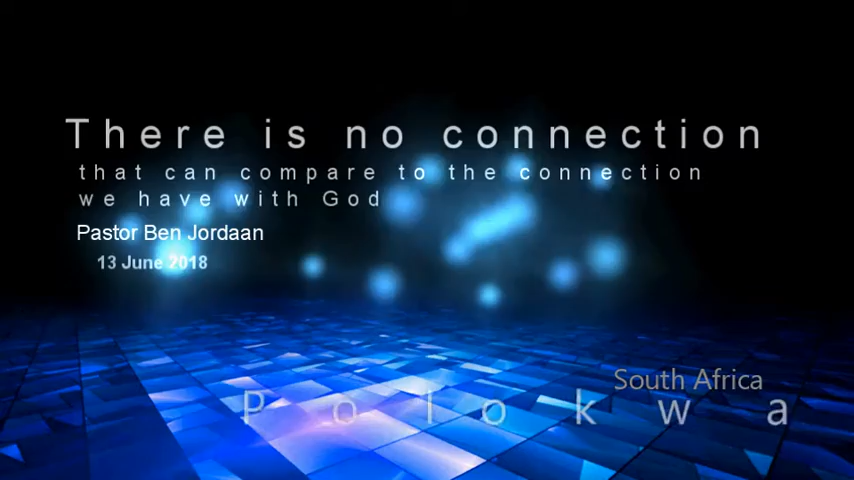 There is no connection
that can compare to the connection
we have with God
Pastor Ben Jordaan
13 June 2018
South Africa
Polokwa